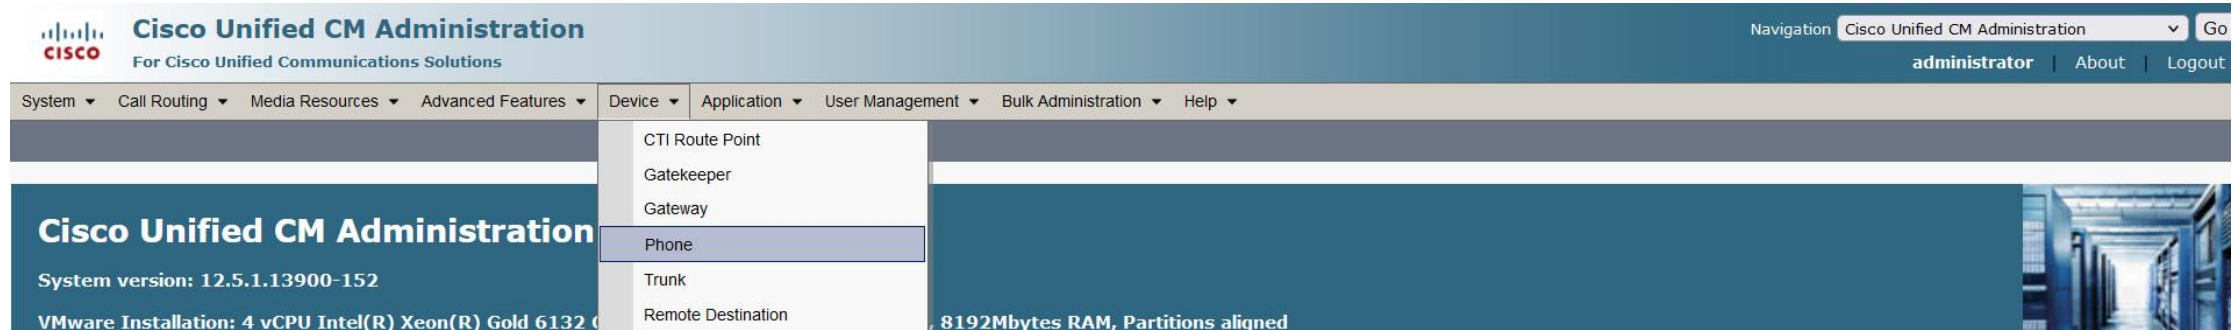 CISCO
Cisco Unified CM Administration
For Cisco Unified Communications Solutions
Navigation Cisco Unified CM Administration Go
administrator | About | Logout
System Call Routing Media Resources Advanced Features Device Application User Management Bulk Administration Help
CTI Route Point
Gatekeeper
Gateway
Phone
Trunk
Remote Destination
Cisco Unified CM Administration
System version: 12.5.1.13900-152
VMware Installation: 4 vCPU Intel(R) Xeon(R) Gold 6132 , 8192Mbytes RAM, Partitions aligned